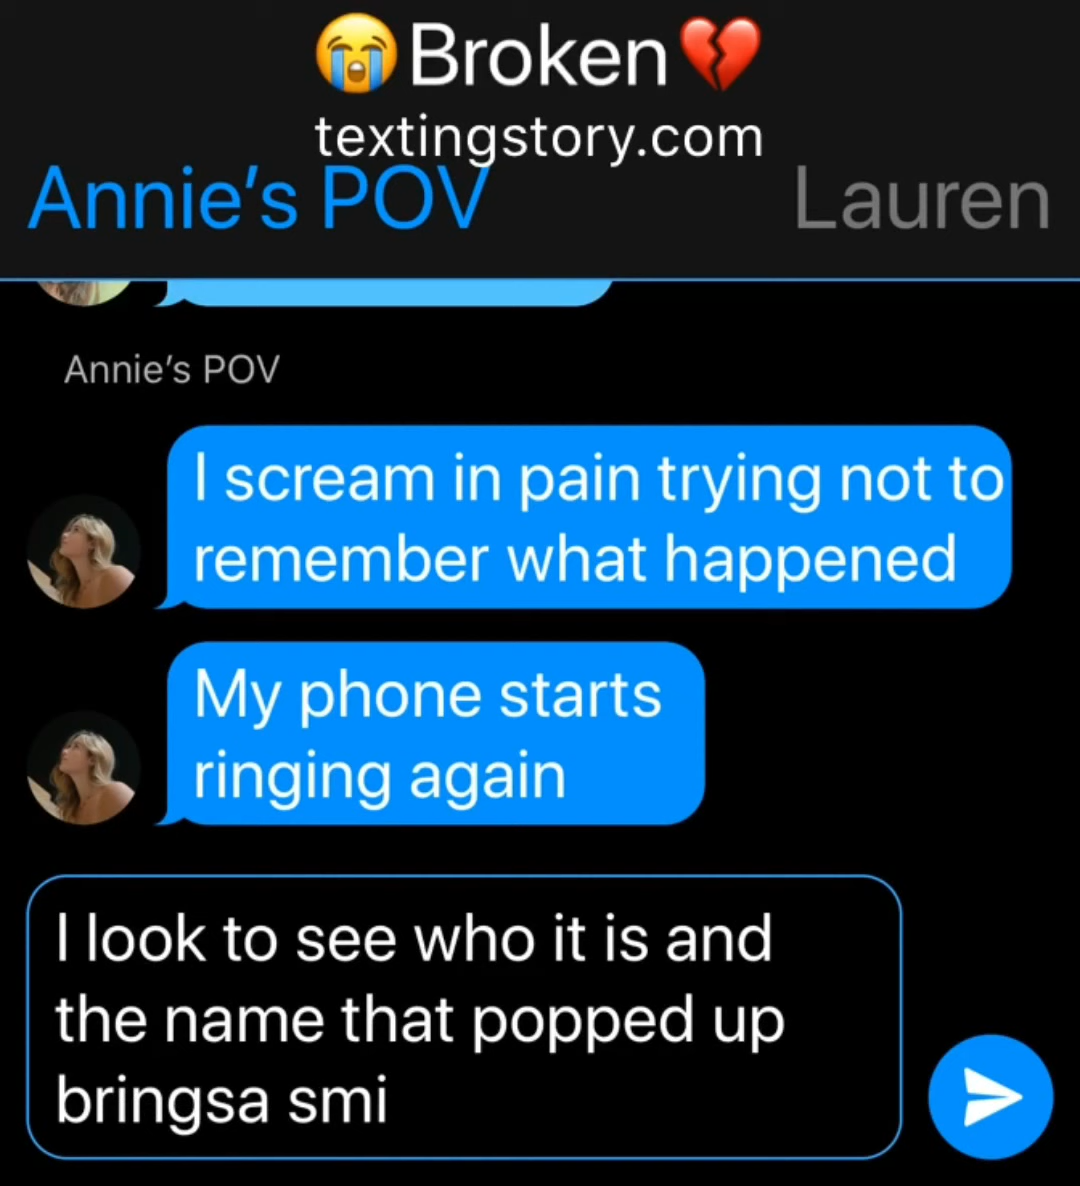 😭Broken💔
textingstory.com
Annie's POV Lauren
Annie's POV
I scream in pain trying not to
remember what happened
My phone starts
ringing again
I look to see who it is and
the name that popped up
bringsa smi